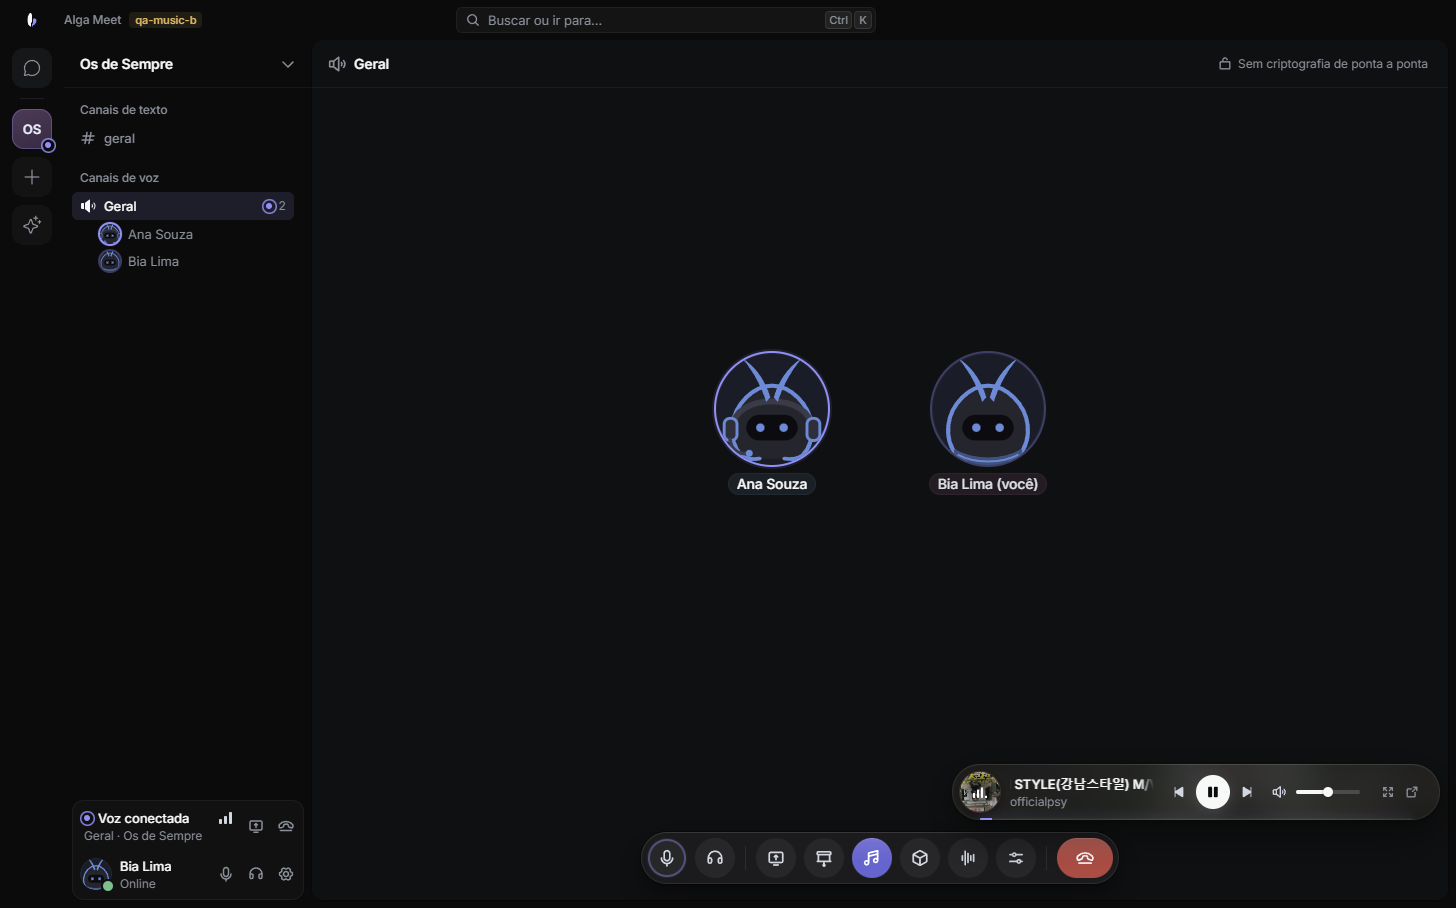 Alga Meet
qa-music-b
Buscar ou ir para...
Ctrl
K
Os de Sempre
Geral
Sem criptografia de ponta a ponta
OS
Canais de texto
geral
Canais de voz
Geral
2
Ana Souza
Bia Lima
Ana Souza
Bia Lima (você)
STYLE(강남스타일) M/
officialpsy
Voz conectada
Geral · Os de Sempre
Bia Lima
Online